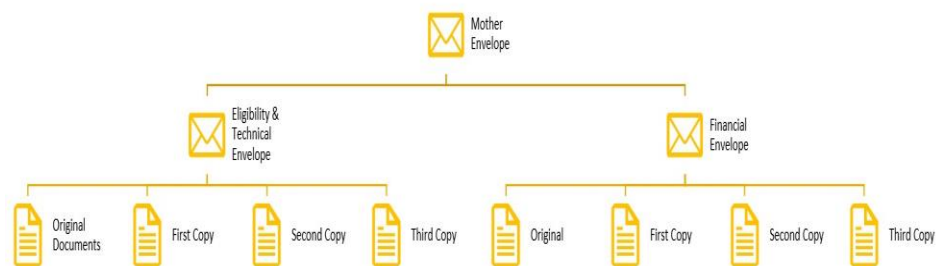 Mother
Envelope
Eligibility &
Technical
Envelope
Financial
Envelope
Original
Documents
First Copy
Second Copy
Third Copy
Original
First Copy
Second Copy
Third Copy